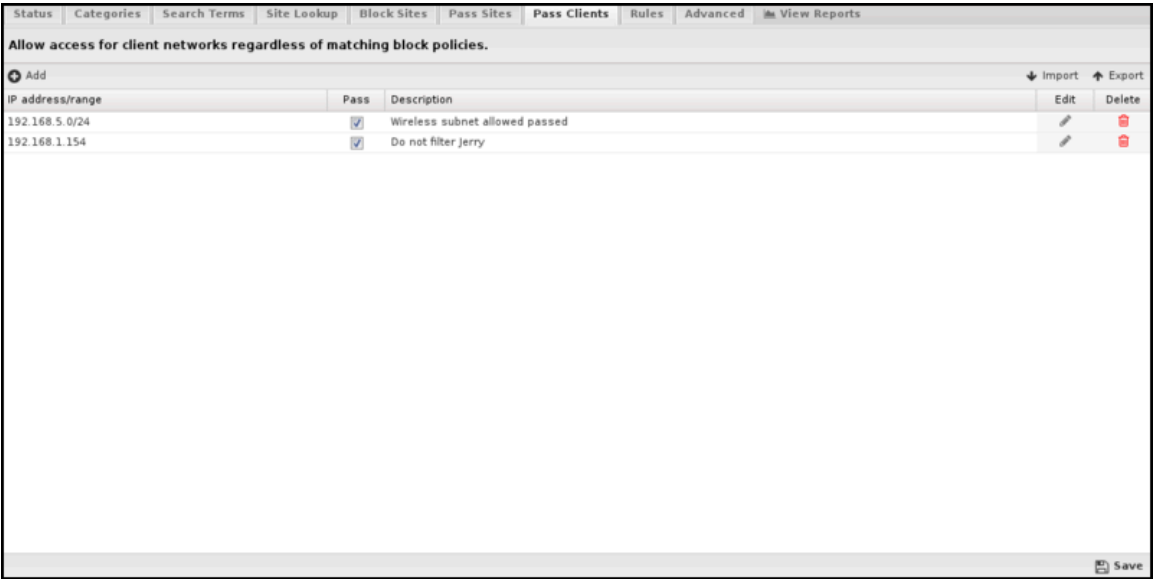 Status Categories Search Terms Site Lookup Block Sites Pass Sites Pass Clients Rules Advanced View Reports
Allow access for client networks regardless of matching block policies.
Add Import Export
IP address/range Pass Description Edit Delete
192.168.5.0/24 Wireless subnet allowed passed
192.168.1.154 Do not filter Jerry
Save